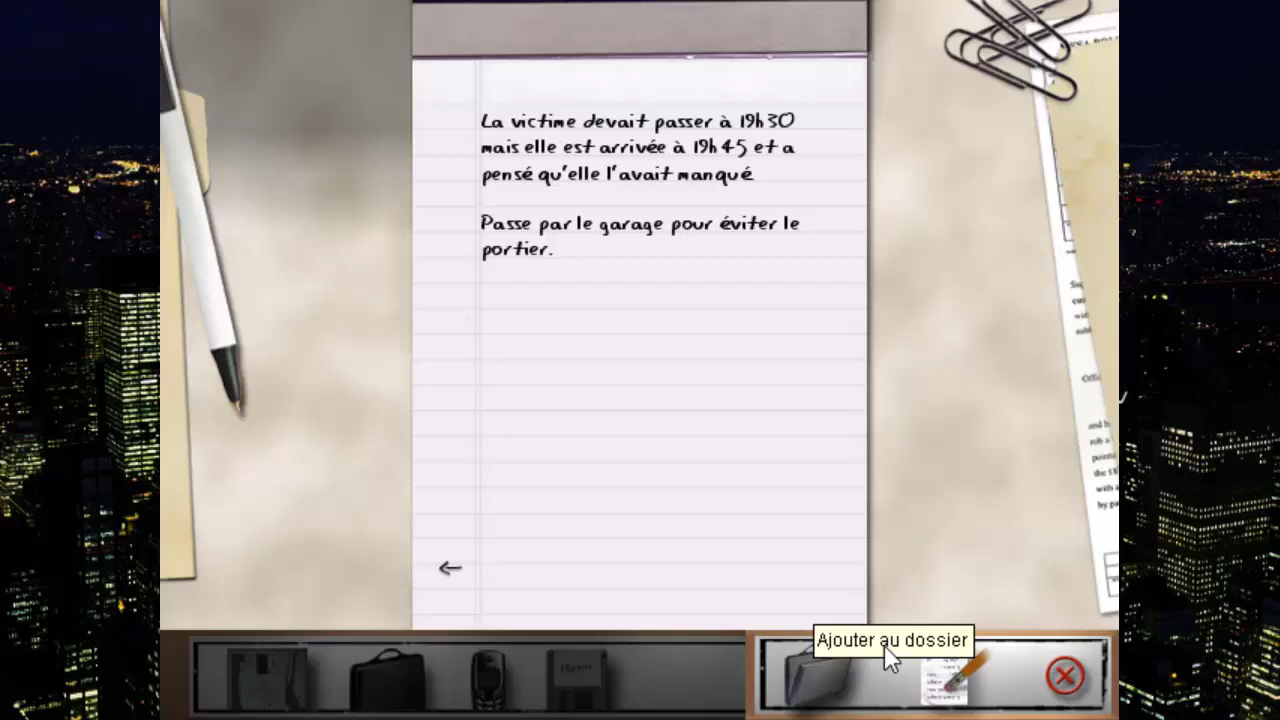 La victime devait passer à 19h30
mais elle est arrivée à 19h45 et a
pensé qu'elle l'avait manqué
Passe par le garage pour éviter le
portier.
Ajouter au dossier